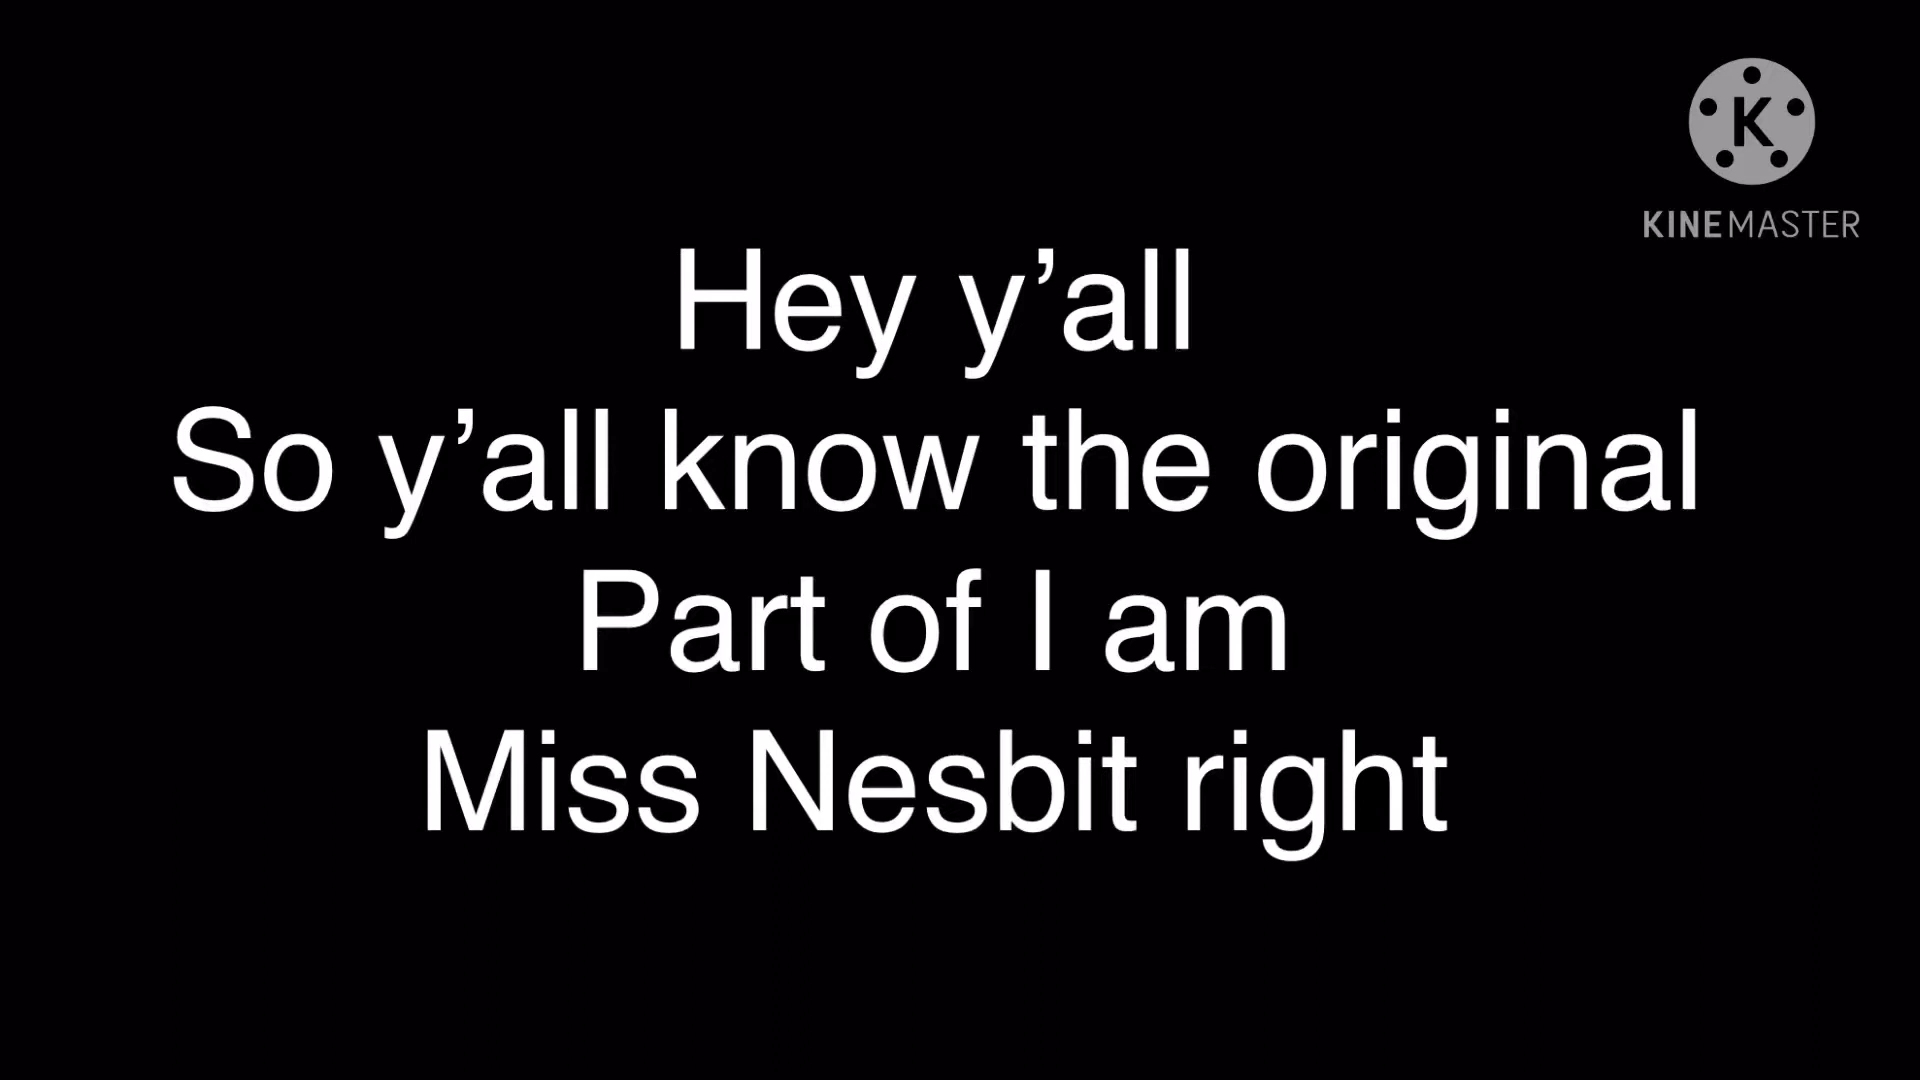 K
KINEMASTER
Hey y’all
So y’all know the original
Part of I am
Miss Nesbit right